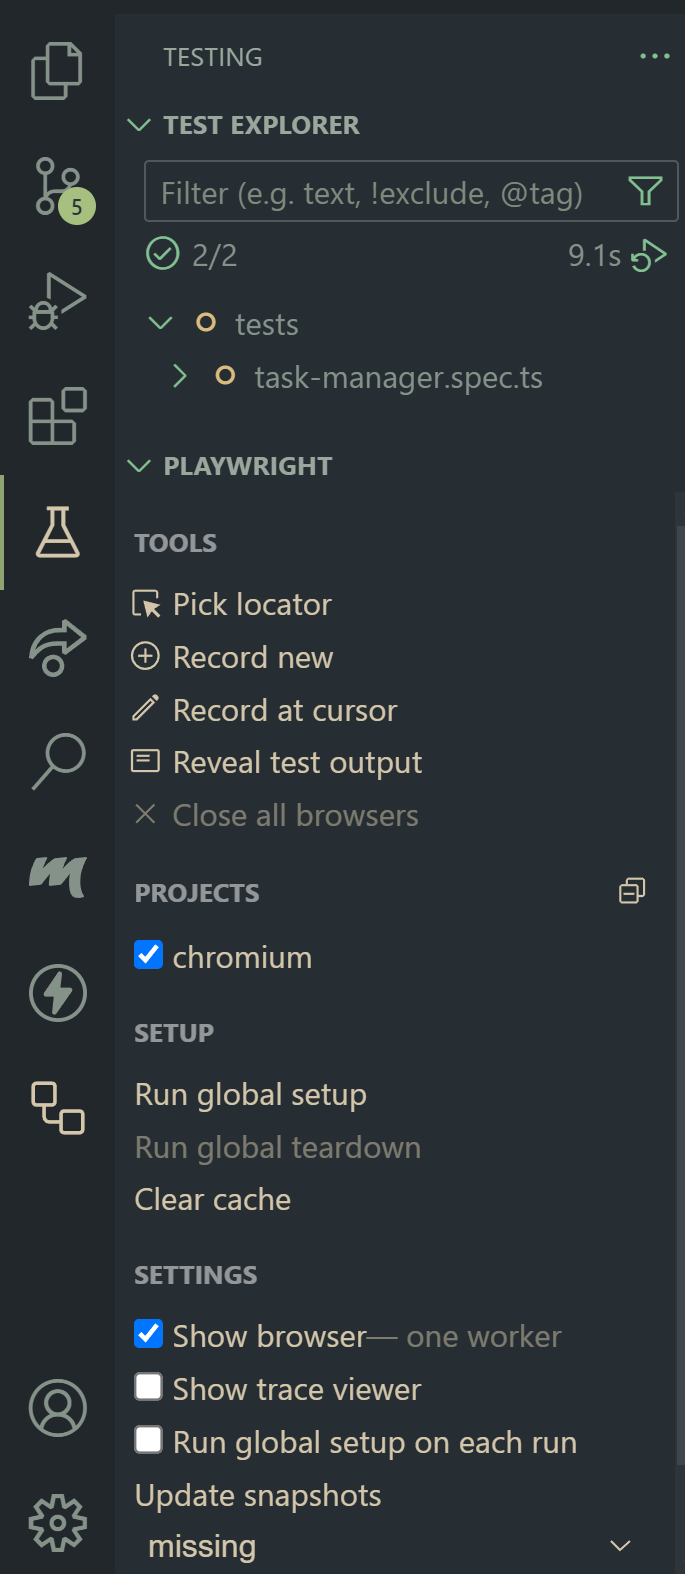 TESTING
TEST EXPLORER
Filter (e.g. text, !exclude, @tag)
5
2/2 9.1s
tests
task-manager.spec.ts
PLAYWRIGHT
TOOLS
Pick locator
Record new
Record at cursor
Reveal test output
Close all browsers
PROJECTS
chromium
SETUP
Run global setup
Run global teardown
Clear cache
SETTINGS
Show browser — one worker
Show trace viewer
Run global setup on each run
Update snapshots
missing